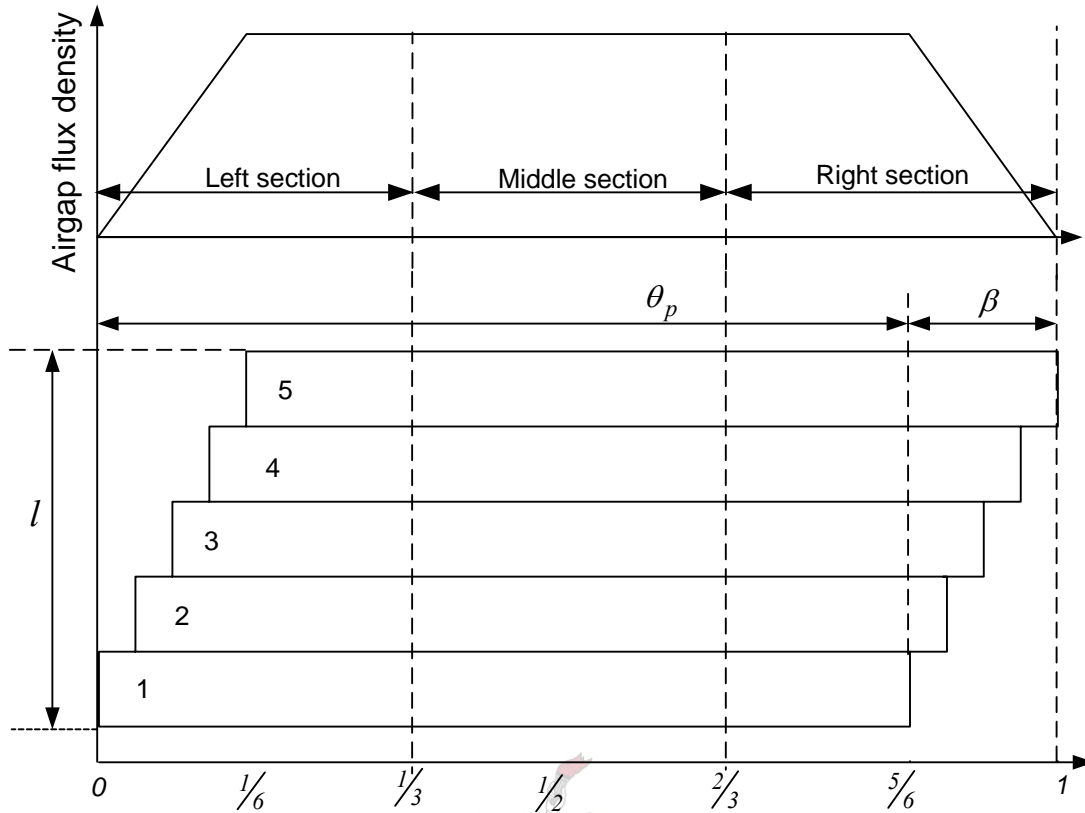 Airgap flux density
Left section
Middle section
Right section
θp
β
5
4
3
2
1
l
0
1/6
1/3
1/2
2/3
5/6
1